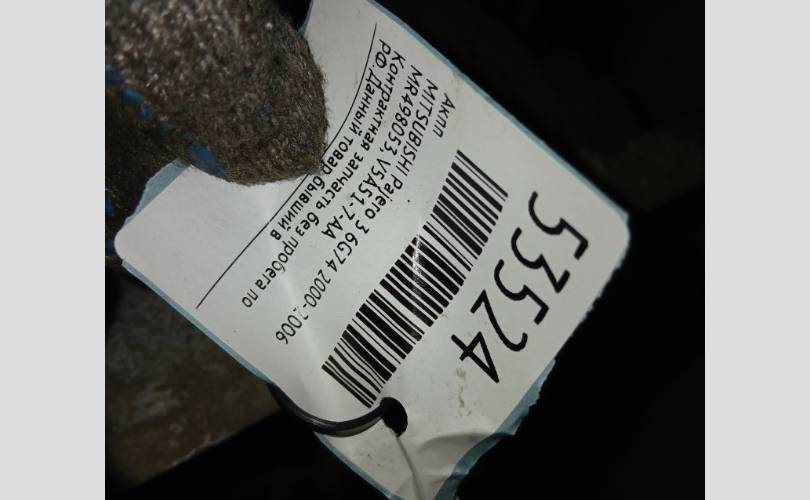 53524
АКПП
MITSUBISHI Pajero 3 6G74 2000-2006
MR498053, V5A51-7-AA
Контрактная запчасть без пробега по
РФ.Данный товар бывший в